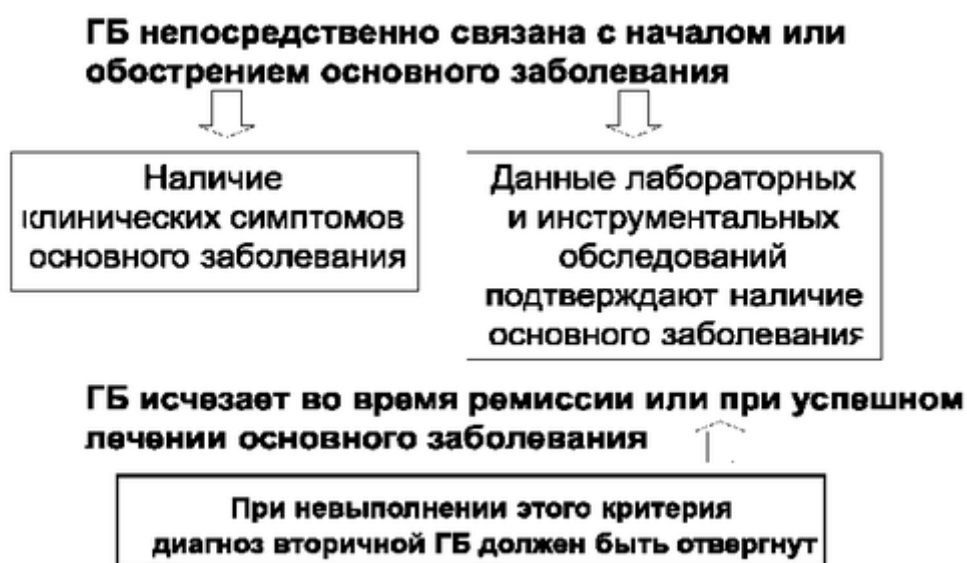 ГБ непосредственно связана с началом или
обострением основного заболевания
Наличие
клинических симптомов
основного заболевания
Данные лабораторных
и инструментальных
обследований
подтверждают наличие
основного заболевания
ГБ исчезает во время ремиссии или при успешном
лечении основного заболевания
При невыполнении этого критерия
диагноз вторичной ГБ должен быть отвергнут